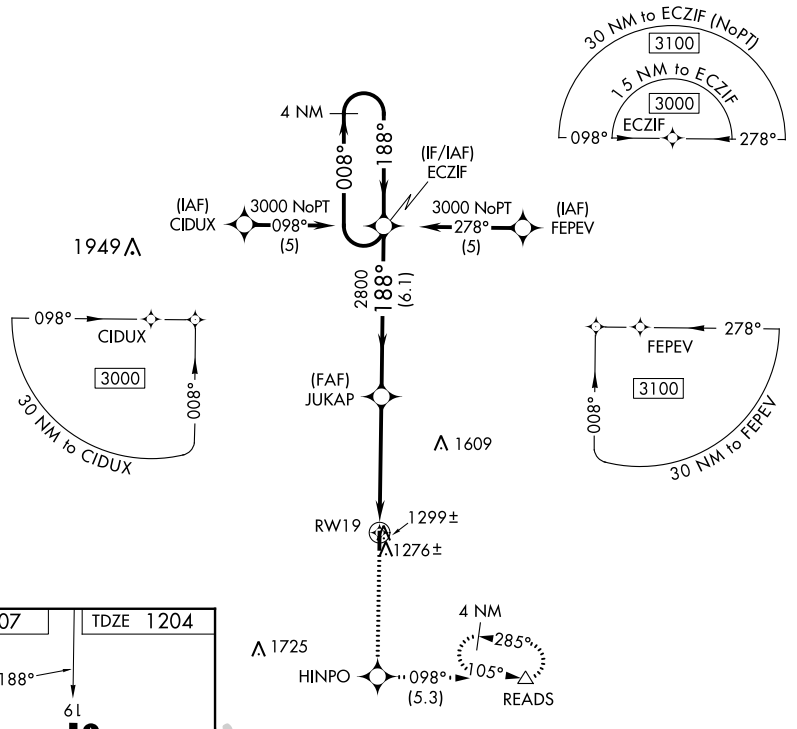 30 NM to ECZIF (NoPT)
3100
15 NM to ECZIF
3000
ECZIF
098°
278°
4 NM
008°
188°
(IF/IAF)
ECZIF
(IAF)
CIDUX
3000 NoPT
098°
(5)
3000 NoPT
278°
(5)
(IAF)
FEPEV
1949
2800
188°
(6.1)
098°
CIDUX
3000
008°
30 NM to CIDUX
278°
FEPEV
3100
008°
30 NM to FEPEV
(FAF)
JUKAP
1609
RW19
1299±
1276±
07
TDZE 1204
188°
19
1725
HINPO
098°
(5.3)
4 NM
285°
105°
READS